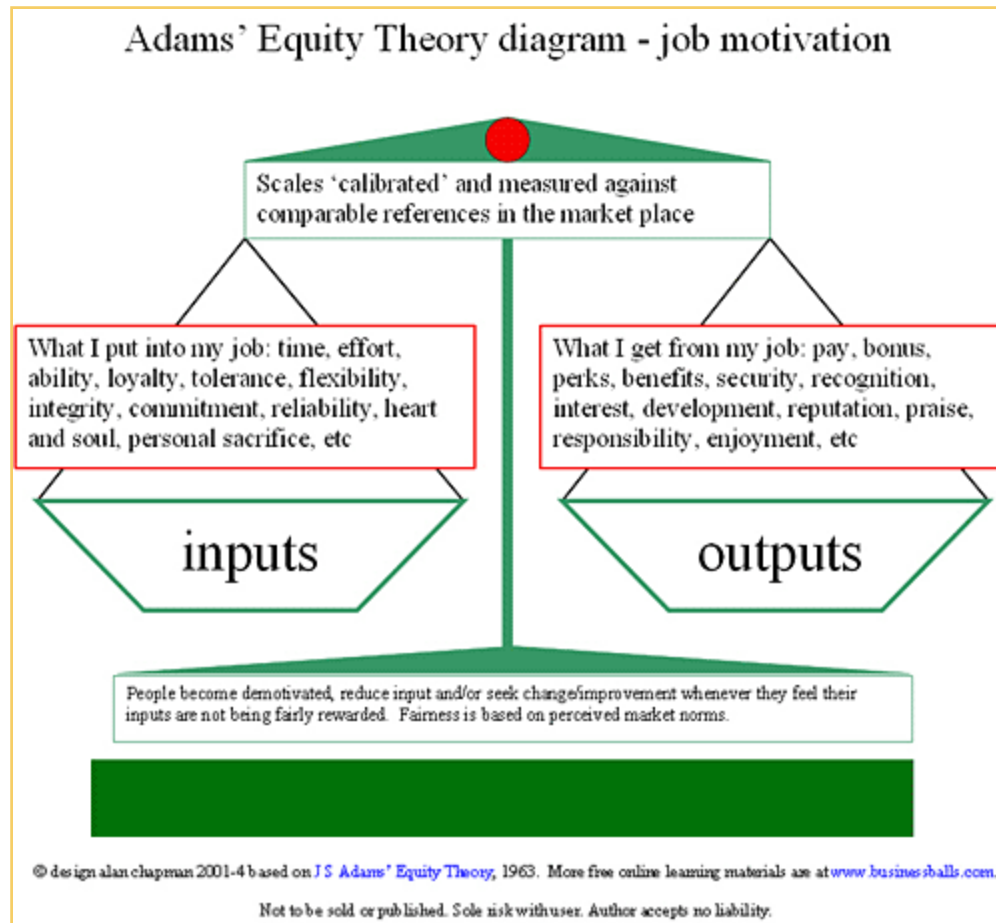 Adams’ Equity Theory diagram - job motivation
Scales ‘calibrated’ and measured against
comparable references in the market place
What I put into my job: time, effort,
ability, loyalty, tolerance, flexibility,
integrity, commitment, reliability, heart
and soul, personal sacrifice, etc
What I get from my job: pay, bonus,
perks, benefits, security, recognition,
interest, development, reputation, praise,
responsibility, enjoyment, etc
inputs
outputs
People become demotivated, reduce input and/or seek change/improvement whenever they feel their
inputs are not being fairly rewarded. Fairness is based on perceived market norms.
© design alan chapman 2001-4 based on J S Adams’ Equity Theory, 1963. More free online learning materials are at www.businessballs.com.
Not to be sold or published. Sole risk with user. Author accepts no liability.